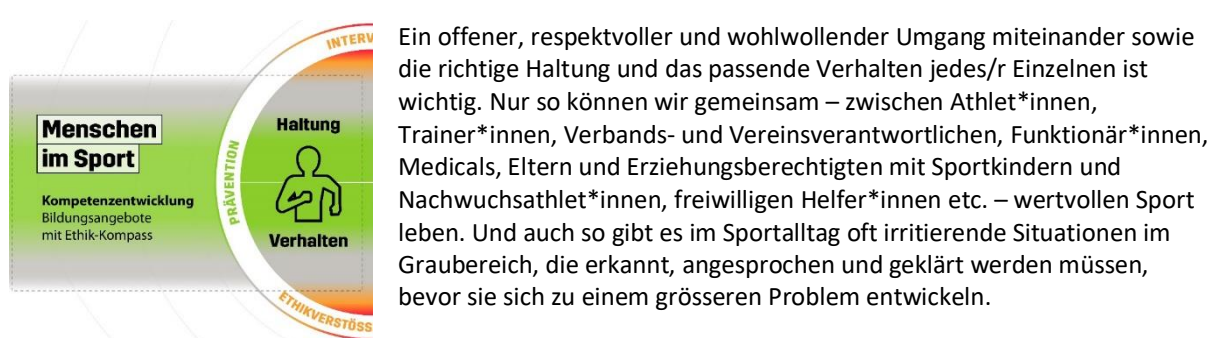 INTERV
Menschen
im Sport
Kompetenzentwicklung
Bildungsangebote
mit Ethik-Kompass
PRÄVENTION
Haltung
Verhalten
ETHIKVERSTÖSS
Ein offener, respektvoller und wohlwollender Umgang miteinander sowie
die richtige Haltung und das passende Verhalten jedes/r Einzelnen ist
wichtig. Nur so können wir gemeinsam – zwischen Athlet*innen,
Trainer*innen, Verbands- und Vereinsverantwortlichen, Funktionär*innen,
Medicals, Eltern und Erziehungsberechtigten mit Sportkindern und
Nachwuchsathlet*innen, freiwilligen Helfer*innen etc. – wertvollen Sport
leben. Und auch so gibt es im Sportalltag oft irritierende Situationen im
Graubereich, die erkannt, angesprochen und geklärt werden müssen,
bevor sie sich zu einem grösseren Problem entwickeln.